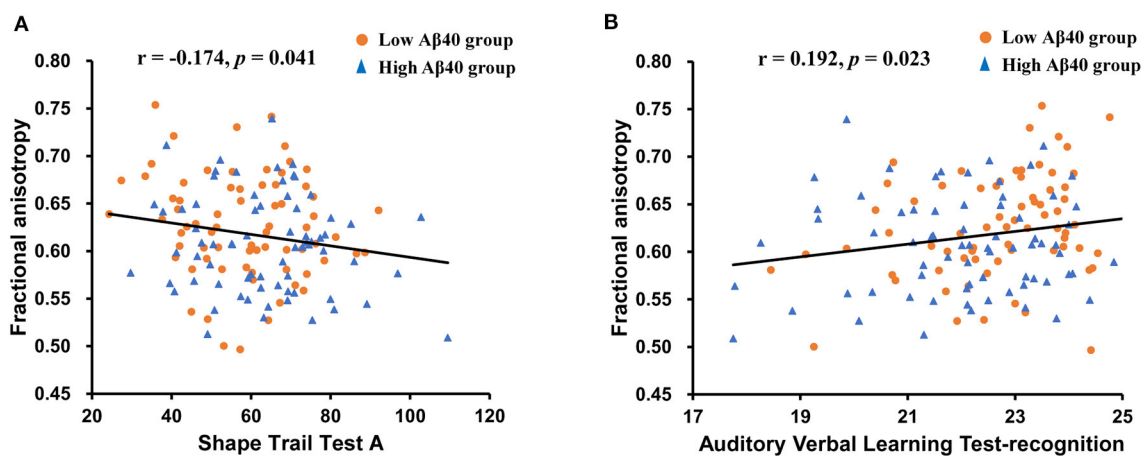 A
r = -0.174, p = 0.041
Low Aβ40 group
High Aβ40 group
Fractional anisotropy
0.80
0.75
0.70
0.65
0.60
0.55
0.50
0.45
20 40 60 80 100 120
Shape Trail Test A
B
r = 0.192, p = 0.023
Low Aβ40 group
High Aβ40 group
Fractional anisotropy
0.80
0.75
0.70
0.65
0.60
0.55
0.50
0.45
17 19 21 23 25
Auditory Verbal Learning Test-recognition